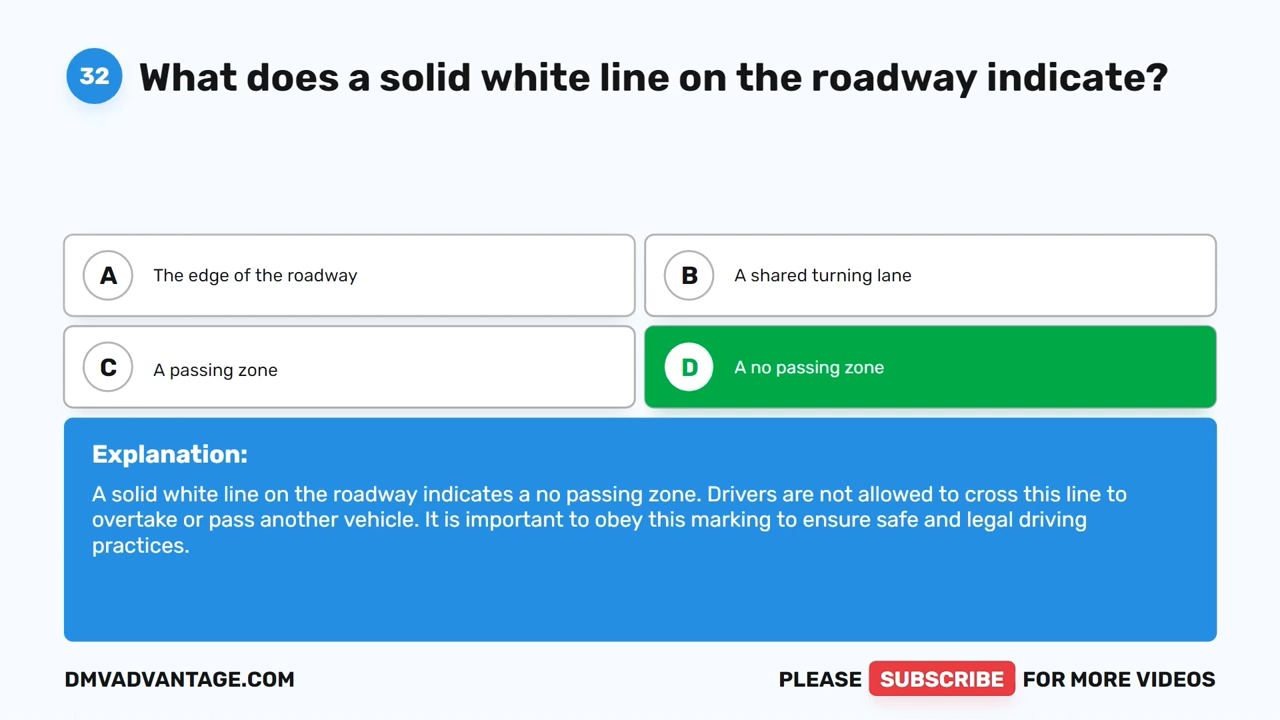 32 What does a solid white line on the roadway indicate?
A The edge of the roadway
B A shared turning lane
C A passing zone
D A no passing zone
Explanation:
A solid white line on the roadway indicates a no passing zone. Drivers are not allowed to cross this line to
overtake or pass another vehicle. It is important to obey this marking to ensure safe and legal driving
practices.
DMVADVANTAGE.COM
PLEASE SUBSCRIBE FOR MORE VIDEOS